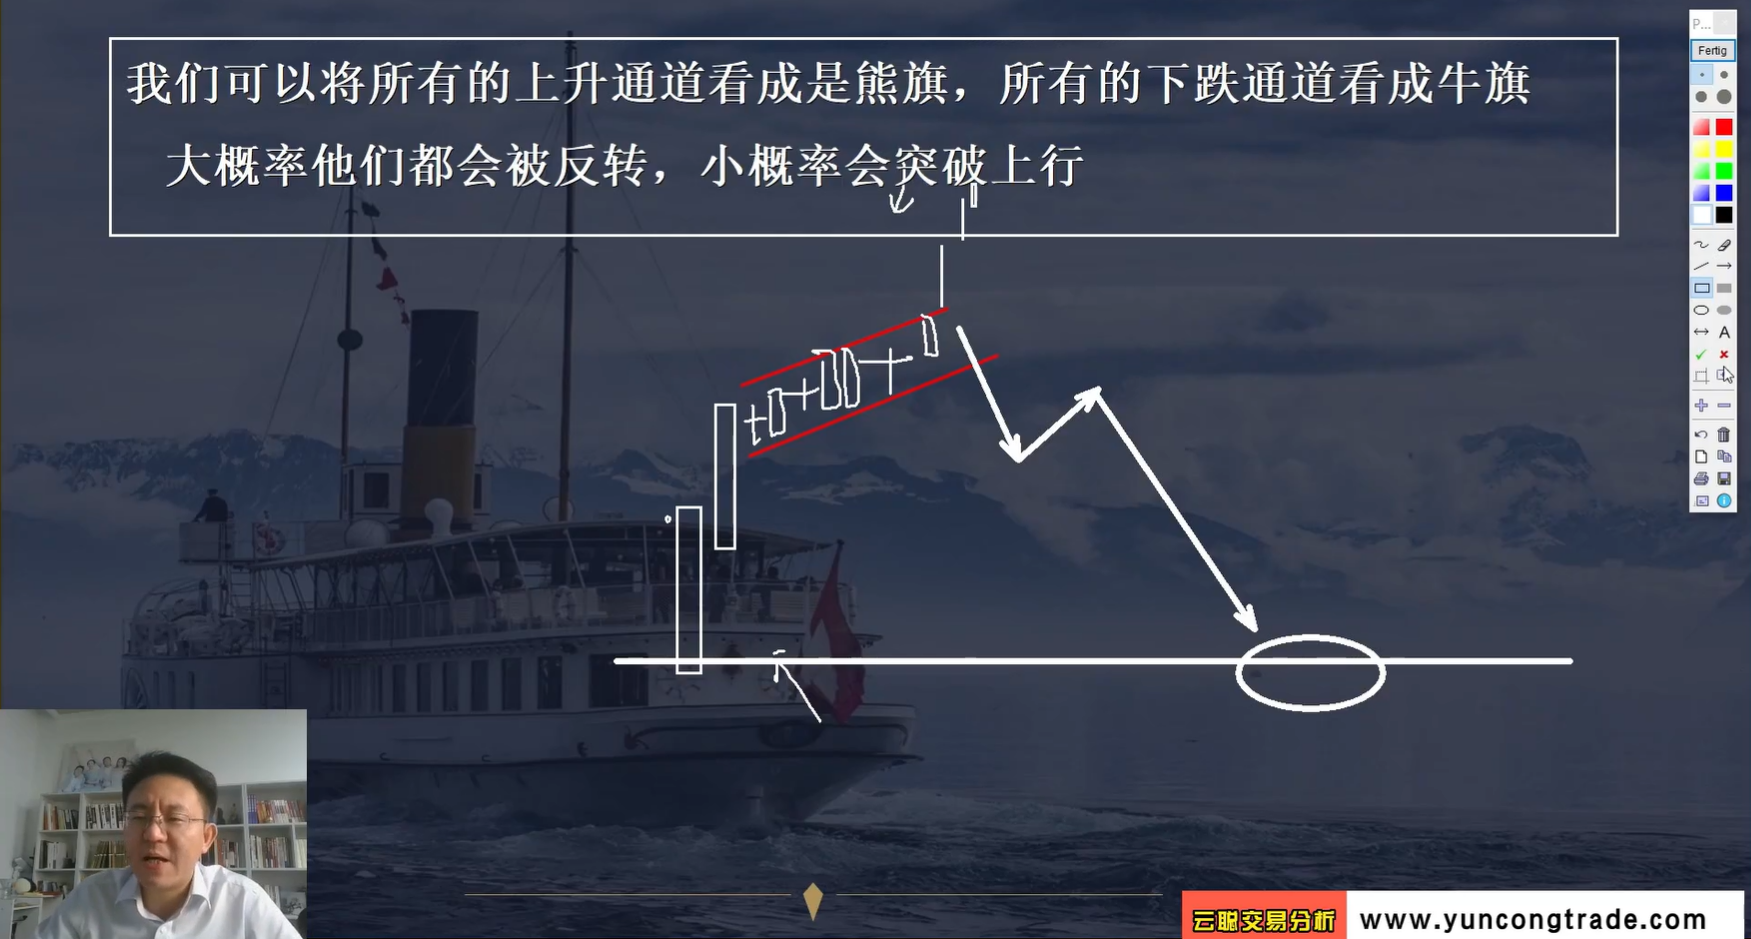 我们可以将所有的上升通道看成是熊旗，所有的下跌通道看成牛旗
大概率他们都会被反转，小概率会突破上行
P...
Fertig
A
云聪交易分析
www.yuncongtrade.com